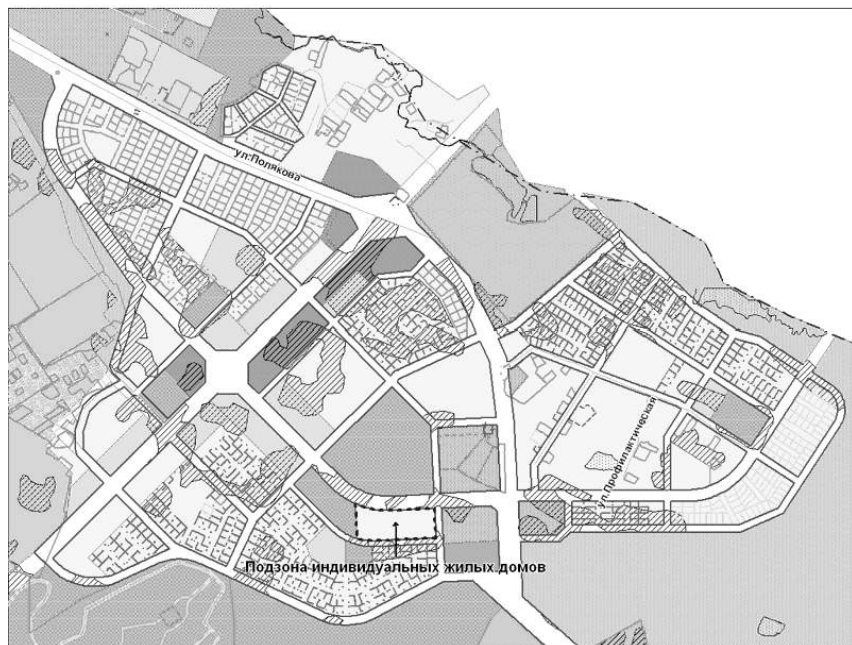 ул.Полякова
ул.Профилактическая
Подзона индивидуальных жилых домов